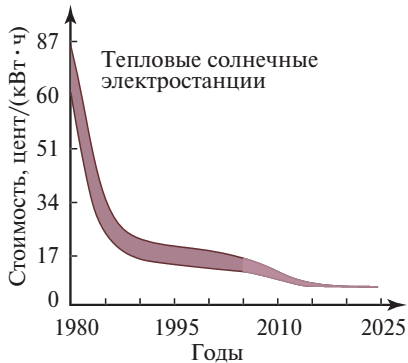 Стоимость, цент/(кВт · ч)
87
60
51
34
17
0
Тепловые солнечные
электростанции
1980
1995
2010
2025
Годы